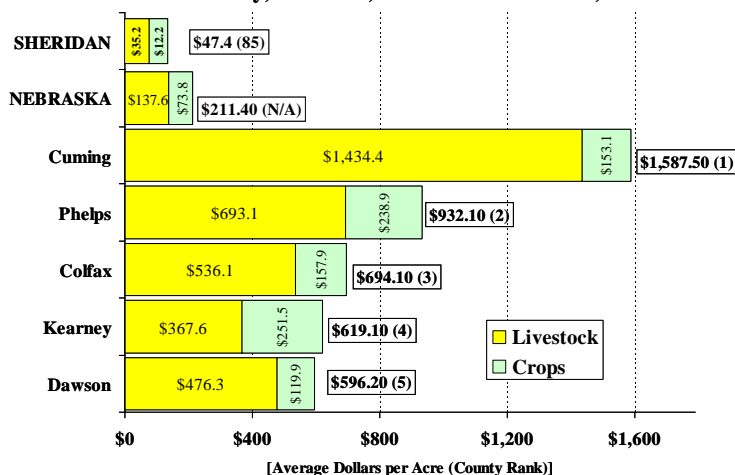 SHERIDAN $35.2 $12.2 $47.4 (85)
NEBRASKA $137.6 $73.8 $211.40 (N/A)
Cuming $1,434.4 $153.1 $1,587.50 (1)
Phelps $693.1 $238.9 $932.10 (2)
Colfax $536.1 $157.9 $694.10 (3)
Kearney $367.6 $251.5 $619.10 (4)
Livestock
Crops
Dawson $476.3 $119.9 $596.20 (5)
$0 $400 $800 $1,200 $1,600
[Average Dollars per Acre (County Rank)]